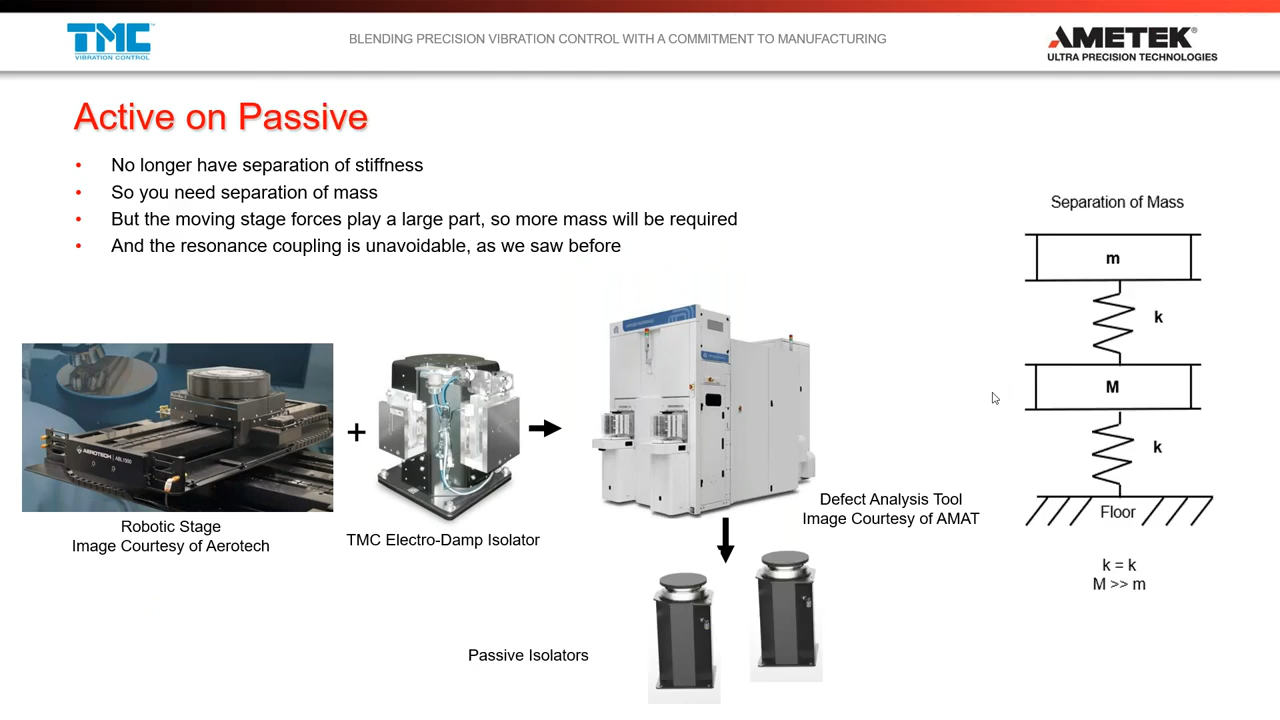 TMC
VIBRATION CONTROL
BLENDING PRECISION VIBRATION CONTROL WITH A COMMITMENT TO MANUFACTURING
AMETEK®
ULTRA PRECISION TECHNOLOGIES
Active on Passive
• No longer have separation of stiffness
• So you need separation of mass
• But the moving stage forces play a large part, so more mass will be required
• And the resonance coupling is unavoidable, as we saw before
Separation of Mass
m
k
M
k
Floor
k = k
M >> m
AEROTECH ABL1500
+
Robotic Stage
Image Courtesy of Aerotech
TMC Electro-Damp Isolator
Defect Analysis Tool
Image Courtesy of AMAT
Passive Isolators